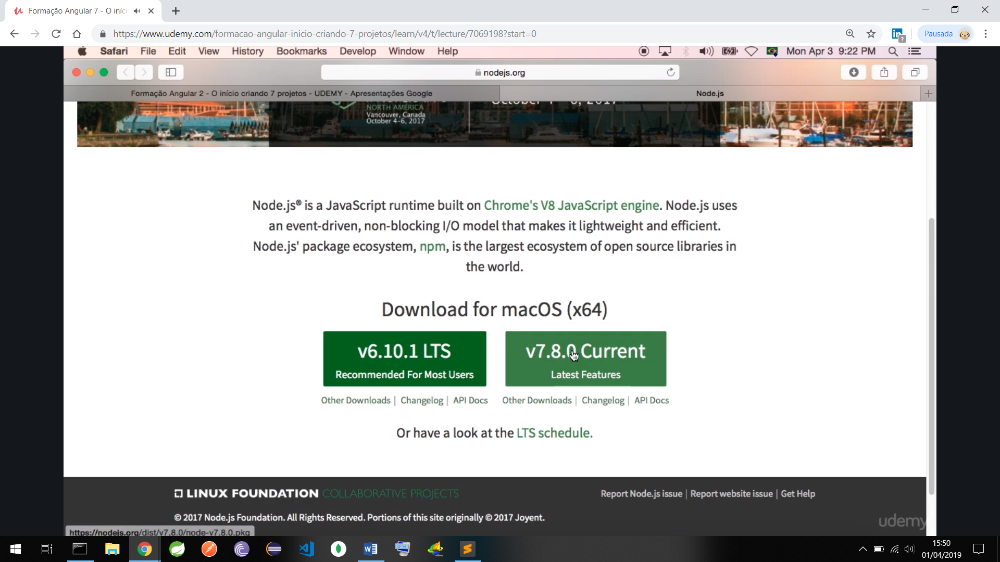 Formação Angular 7 - O iníci
https://www.udemy.com/formacao-angular-inicio-criando-7-projetos/learn/v4/t/lecture/7069198?start=0
Pausada
Safari File Edit View History Bookmarks Develop Window Help
Mon Apr 3 9:22 PM
nodejs.org
Formação Angular 2 - O início criando 7 projetos - UDEMY - Apresentações Google
Node.js
NORTH AMERICA
Vancouver, Canada
October 4-6, 2017
Node.js® is a JavaScript runtime built on Chrome's V8 JavaScript engine. Node.js uses
an event-driven, non-blocking I/O model that makes it lightweight and efficient.
Node.js' package ecosystem, npm, is the largest ecosystem of open source libraries in
the world.
Download for macOS (x64)
v6.10.1 LTS
Recommended For Most Users
v7.8.0 Current
Latest Features
Other Downloads | Changelog | API Docs
Other Downloads | Changelog | API Docs
Or have a look at the LTS schedule.
LINUX FOUNDATION COLLABORATIVE PROJECTS
Report Node.js issue | Report website issue | Get Help
© 2017 Node.js Foundation. All Rights Reserved. Portions of this site originally © 2017 Joyent.
udemy
https://nodejs.org/dist/v7.8.0/node-v7.8.0.pkg
15:50
01/04/2019